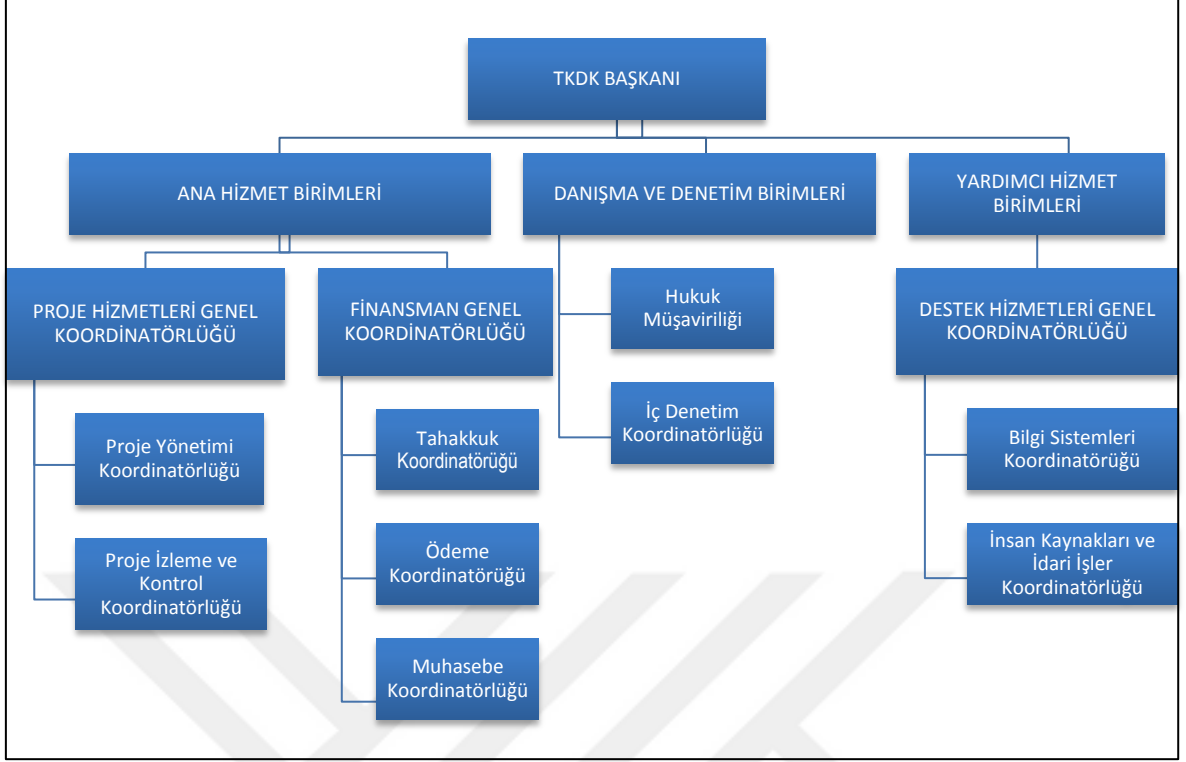 TKDK BAŞKANI
ANA HİZMET BİRİMLERİ
DANIŞMA VE DENETİM BİRİMLERİ
YARDIMCI HİZMET
BİRİMLERİ
PROJE HİZMETLERİ GENEL
KOORDİNATÖRLÜĞÜ
FİNANSMAN GENEL
KOORDİNATÖRLÜĞÜ
Hukuk
Müşaviriliği
DESTEK HİZMETLERİ GENEL
KOORDİNATÖRLÜĞÜ
Proje Yönetimi
Koordinatörlüğü
Tahakkuk
Koordinatörüğü
İç Denetim
Koordinatörlüğü
Bilgi Sistemleri
Koordinatörüğü
Proje İzleme ve
Kontrol
Koordinatörlüğü
Ödeme
Koordinatörüğü
İnsan Kaynakları ve
İdari İşler
Koordinatörlüğü
Muhasebe
Koordinatörlüğü